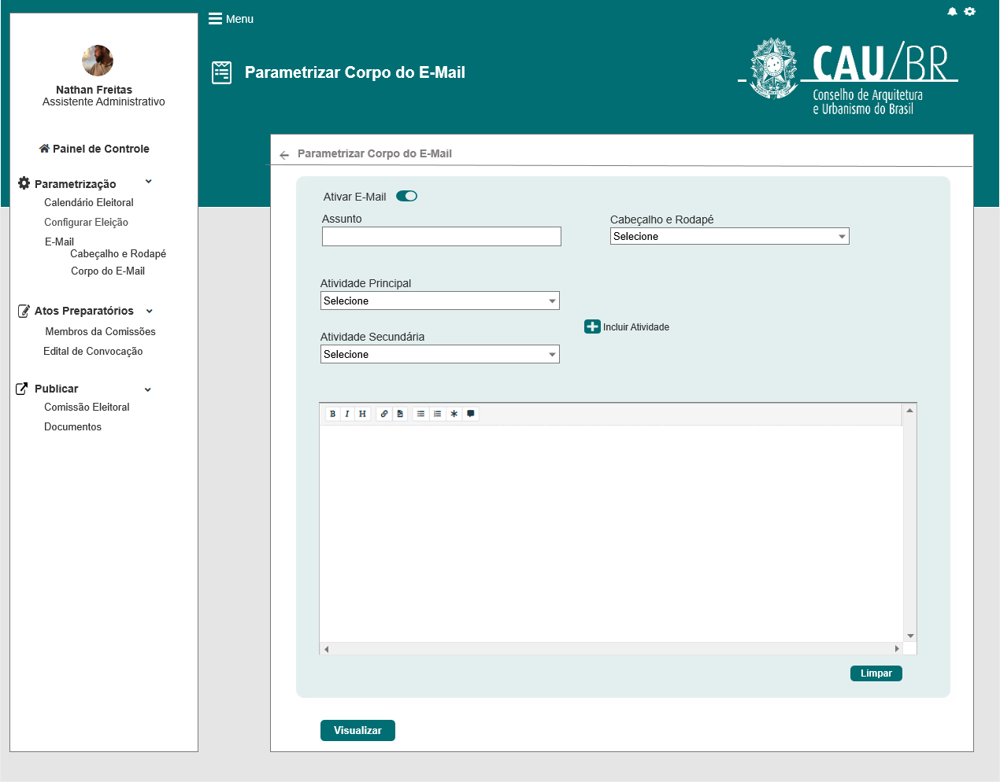 Menu
Parametrizar Corpo do E-Mail
CAU/BR
Conselho de Arquitetura
e Urbanismo do Brasil
Nathan Freitas
Assistente Administrativo
Painel de Controle
Parametrização
Calendário Eleitoral
Configurar Eleição
E-Mail
Cabeçalho e Rodapé
Corpo do E-Mail
Atos Preparatórios
Membros da Comissões
Edital de Convocação
Publicar
Comissão Eleitoral
Documentos
Parametrizar Corpo do E-Mail
Ativar E-Mail
Assunto
Cabeçalho e Rodapé
Selecione
Atividade Principal
Selecione
Incluir Atividade
Atividade Secundária
Selecione
B I H
Limpar
Visualizar